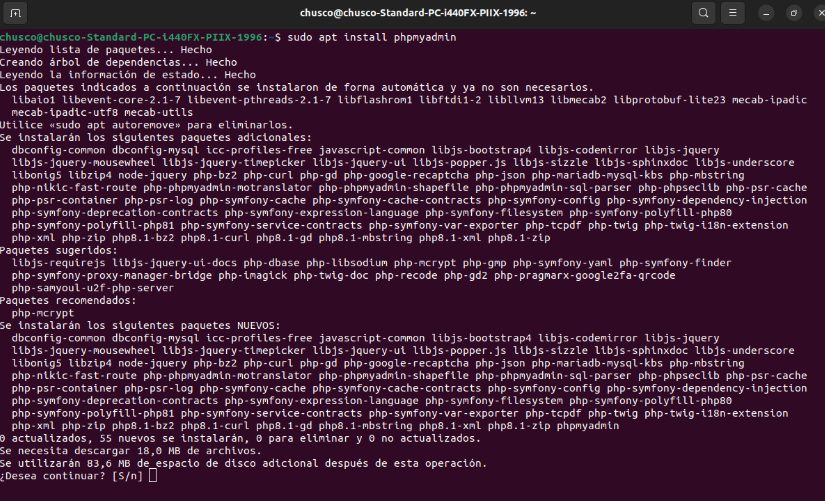 chusco@chusco-Standard-PC-i440FX-PIIX-1996: ~
chusco@chusco-Standard-PC-i440FX-PIIX-1996:~$ sudo apt install phpmyadmin
Leyendo lista de paquetes... Hecho
Creando árbol de dependencias... Hecho
Leyendo la información de estado... Hecho
Los paquetes indicados a continuación se instalaron de forma automática y ya no son necesarios.
  libaio1 libevent-core-2.1-7 libevent-pthreads-2.1-7 libflashrom1 libftdi1-2 libllvm13 libmecab2 libprotobuf-lite23 mecab-ipadic
  mecab-ipadic-utf8 mecab-utils
Utilice «sudo apt autoremove» para eliminarlos.
Se instalarán los siguientes paquetes adicionales:
  dbconfig-common dbconfig-mysql icc-profiles-free javascript-common libjs-bootstrap4 libjs-codemirror libjs-jquery
  libjs-jquery-mousewheel libjs-jquery-timepicker libjs-jquery-ui libjs-popper.js libjs-sizzle libjs-sphinxdoc libjs-underscore
  libonig5 libzip4 node-jquery php-bz2 php-curl php-gd php-google-recaptcha php-json php-mariadb-mysql-kbs php-mbstring
  php-nikic-fast-route php-phpmyadmin-motranslator php-phpmyadmin-shapefile php-phpmyadmin-sql-parser php-phpseclib php-psr-cache
  php-psr-container php-psr-log php-symfony-cache php-symfony-cache-contracts php-symfony-config php-symfony-dependency-injection
  php-symfony-deprecation-contracts php-symfony-expression-language php-symfony-filesystem php-symfony-polyfill-php80
  php-symfony-polyfill-php81 php-symfony-service-contracts php-symfony-var-exporter php-tcpdf php-twig php-twig-i18n-extension
  php-xml php-zip php8.1-bz2 php8.1-curl php8.1-gd php8.1-mbstring php8.1-xml php8.1-zip
Paquetes sugeridos:
  libjs-requirejs libjs-jquery-ui-docs php-dbase php-libsodium php-mcrypt php-gmp php-symfony-yaml php-symfony-finder
  php-symfony-proxy-manager-bridge php-imagick php-twig-doc php-recode php-gd2 php-pragmarx-google2fa-qrcode
  php-samyoul-u2f-php-server
Paquetes recomendados:
  php-mcrypt
Se instalarán los siguientes paquetes NUEVOS:
  dbconfig-common dbconfig-mysql icc-profiles-free javascript-common libjs-bootstrap4 libjs-codemirror libjs-jquery
  libjs-jquery-mousewheel libjs-jquery-timepicker libjs-jquery-ui libjs-popper.js libjs-sizzle libjs-sphinxdoc libjs-underscore
  libonig5 libzip4 node-jquery php-bz2 php-curl php-gd php-google-recaptcha php-json php-mariadb-mysql-kbs php-mbstring
  php-nikic-fast-route php-phpmyadmin-motranslator php-phpmyadmin-shapefile php-phpmyadmin-sql-parser php-phpseclib php-psr-cache
  php-psr-container php-psr-log php-symfony-cache php-symfony-cache-contracts php-symfony-config php-symfony-dependency-injection
  php-symfony-deprecation-contracts php-symfony-expression-language php-symfony-filesystem php-symfony-polyfill-php80
  php-symfony-polyfill-php81 php-symfony-service-contracts php-symfony-var-exporter php-tcpdf php-twig php-twig-i18n-extension
  php-xml php-zip php8.1-bz2 php8.1-curl php8.1-gd php8.1-mbstring php8.1-xml php8.1-zip phpmyadmin
0 actualizados, 55 nuevos se instalarán, 0 para eliminar y 0 no actualizados.
Se necesita descargar 18,0 MB de archivos.
Se utilizarán 83,6 MB de espacio de disco adicional después de esta operación.
¿Desea continuar? [S/n]